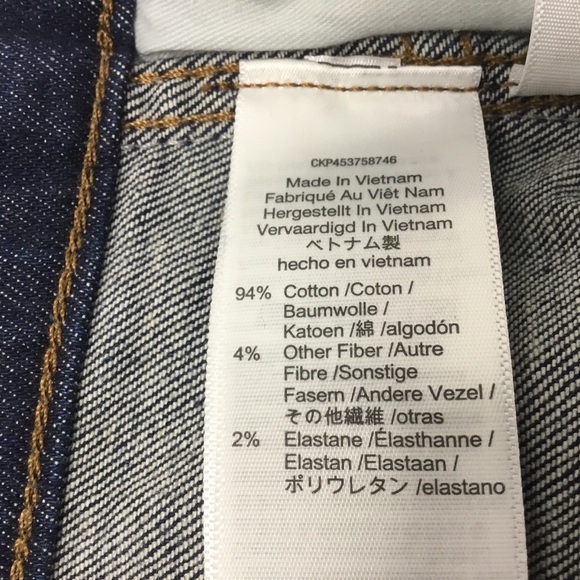 CKP453758746
Made In Vietnam
Fabriqué Au Viêt Nam
Hergestellt In Vietnam
Vervaardigd In Vietnam
ベトナム製
hecho en vietnam
94% Cotton /Coton /
Baumwolle /
Katoen /綿 /algodón
4% Other Fiber /Autre
Fibre /Sonstige
Fasern /Andere Vezel /
その他繊維 /otras
2% Elastane /Élasthanne /
Elastan /Elastaan /
ポリウレタン /elastano